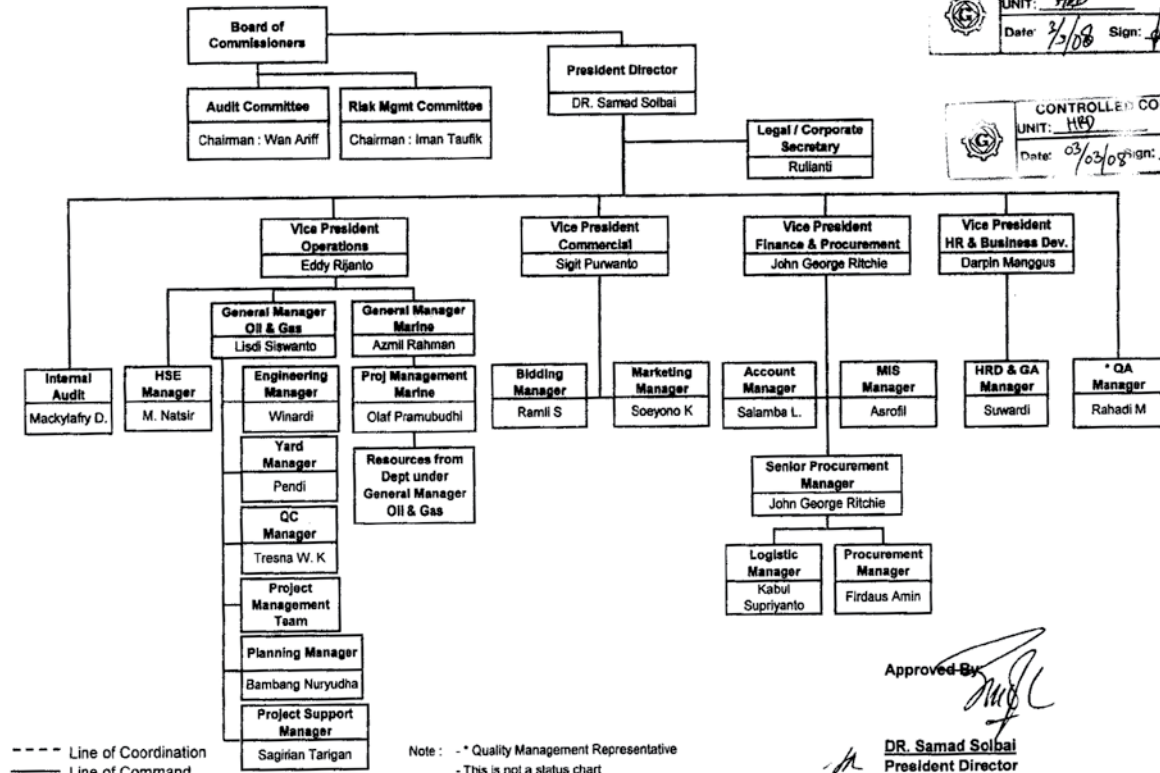 Board of
Commissioners
President Director
DR. Samad Solbai
Audit Committee
Chairman : Wan Ariff
Risk Mgmt Committee
Chairman : Iman Taufik
Legal / Corporate
Secretary
Rulianti
UNIT: HRD
Date: 3/3/08 Sign:
CONTROLLED CO
UNIT: HRD
Date: 03/03/08 Sign:
Vice President
Operations
Eddy Rijanto
Vice President
Commercial
Sigit Purwanto
Vice President
Finance & Procurement
John George Ritchie
Vice President
HR & Business Dev.
Darpin Manggus
General Manager
Oil & Gas
Lisdi Siswanto
General Manager
Marine
Azmil Rahman
Internal
Audit
Mackylafry D.
HSE
Manager
M. Natsir
Engineering
Manager
Winardi
Proj Management
Marine
Olaf Pramubudhi
Bidding
Manager
Ramli S
Marketing
Manager
Soeyono K
Account
Manager
Salamba L.
MIS
Manager
Asrofil
HRD & GA
Manager
Suwardi
* QA
Manager
Rahadi M
Yard
Manager
Pendi
Resources from
Dept under
General Manager
Oil & Gas
Senior Procurement
Manager
John George Ritchie
QC
Manager
Tresna W. K
Logistic
Manager
Kabul
Supriyanto
Procurement
Manager
Firdaus Amin
Project
Management
Team
Planning Manager
Bambang Nuryudha
Project Support
Manager
Sagirian Tarigan
Approved By
DR. Samad Solbai
President Director
Line of Coordination
Line of Command
Note : - * Quality Management Representative
- This is not a status chart